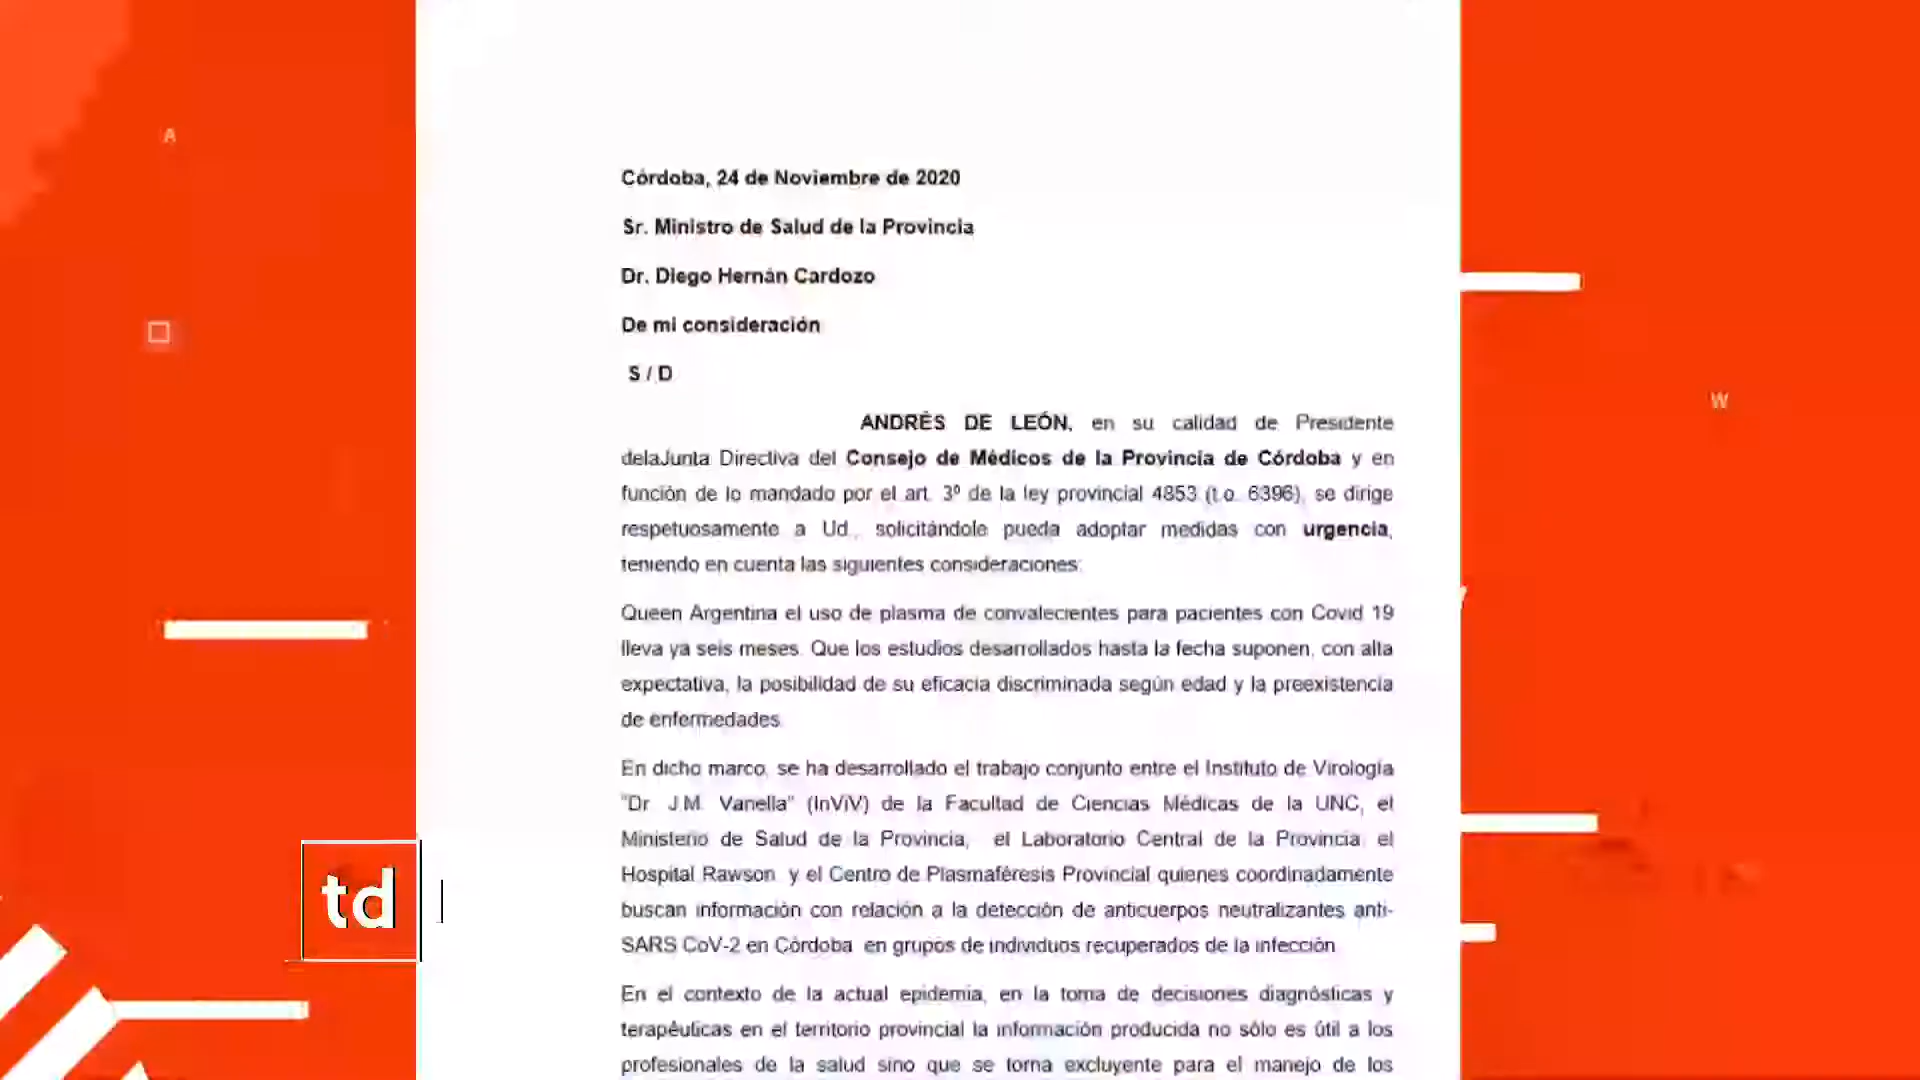 A
W
Córdoba, 24 de Noviembre de 2020
Sr. Ministro de Salud de la Provincia
Dr. Diego Hernán Cardozo
De mi consideración
S / D
ANDRÉS DE LEÓN, en su calidad de Presidente
delaJunta Directiva del Consejo de Médicos de la Provincia de Córdoba y en
función de lo mandado por el art. 3º de la ley provincial 4853 (t.o. 6396), se dirige
respetuosamente a Ud., solicitándole pueda adoptar medidas con urgencia,
teniendo en cuenta las siguientes consideraciones:
Queen Argentina el uso de plasma de convalecientes para pacientes con Covid 19
lleva ya seis meses. Que los estudios desarrollados hasta la fecha suponen, con alta
expectativa, la posibilidad de su eficacia discriminada según edad y la preexistencia
de enfermedades.
En dicho marco, se ha desarrollado el trabajo conjunto entre el Instituto de Virología
"Dr. J.M. Vanella" (InViV) de la Facultad de Ciencias Médicas de la UNC, el
Ministerio de Salud de la Provincia, el Laboratorio Central de la Provincia, el
Hospital Rawson y el Centro de Plasmaféresis Provincial quienes coordinadamente
buscan información con relación a la detección de anticuerpos neutralizantes anti-
SARS CoV-2 en Córdoba en grupos de individuos recuperados de la infección.
En el contexto de la actual epidemia, en la toma de decisiones diagnósticas y
terapéuticas en el territorio provincial la información producida no sólo es útil a los
profesionales de la salud sino que se torna excluyente para el manejo de los
td